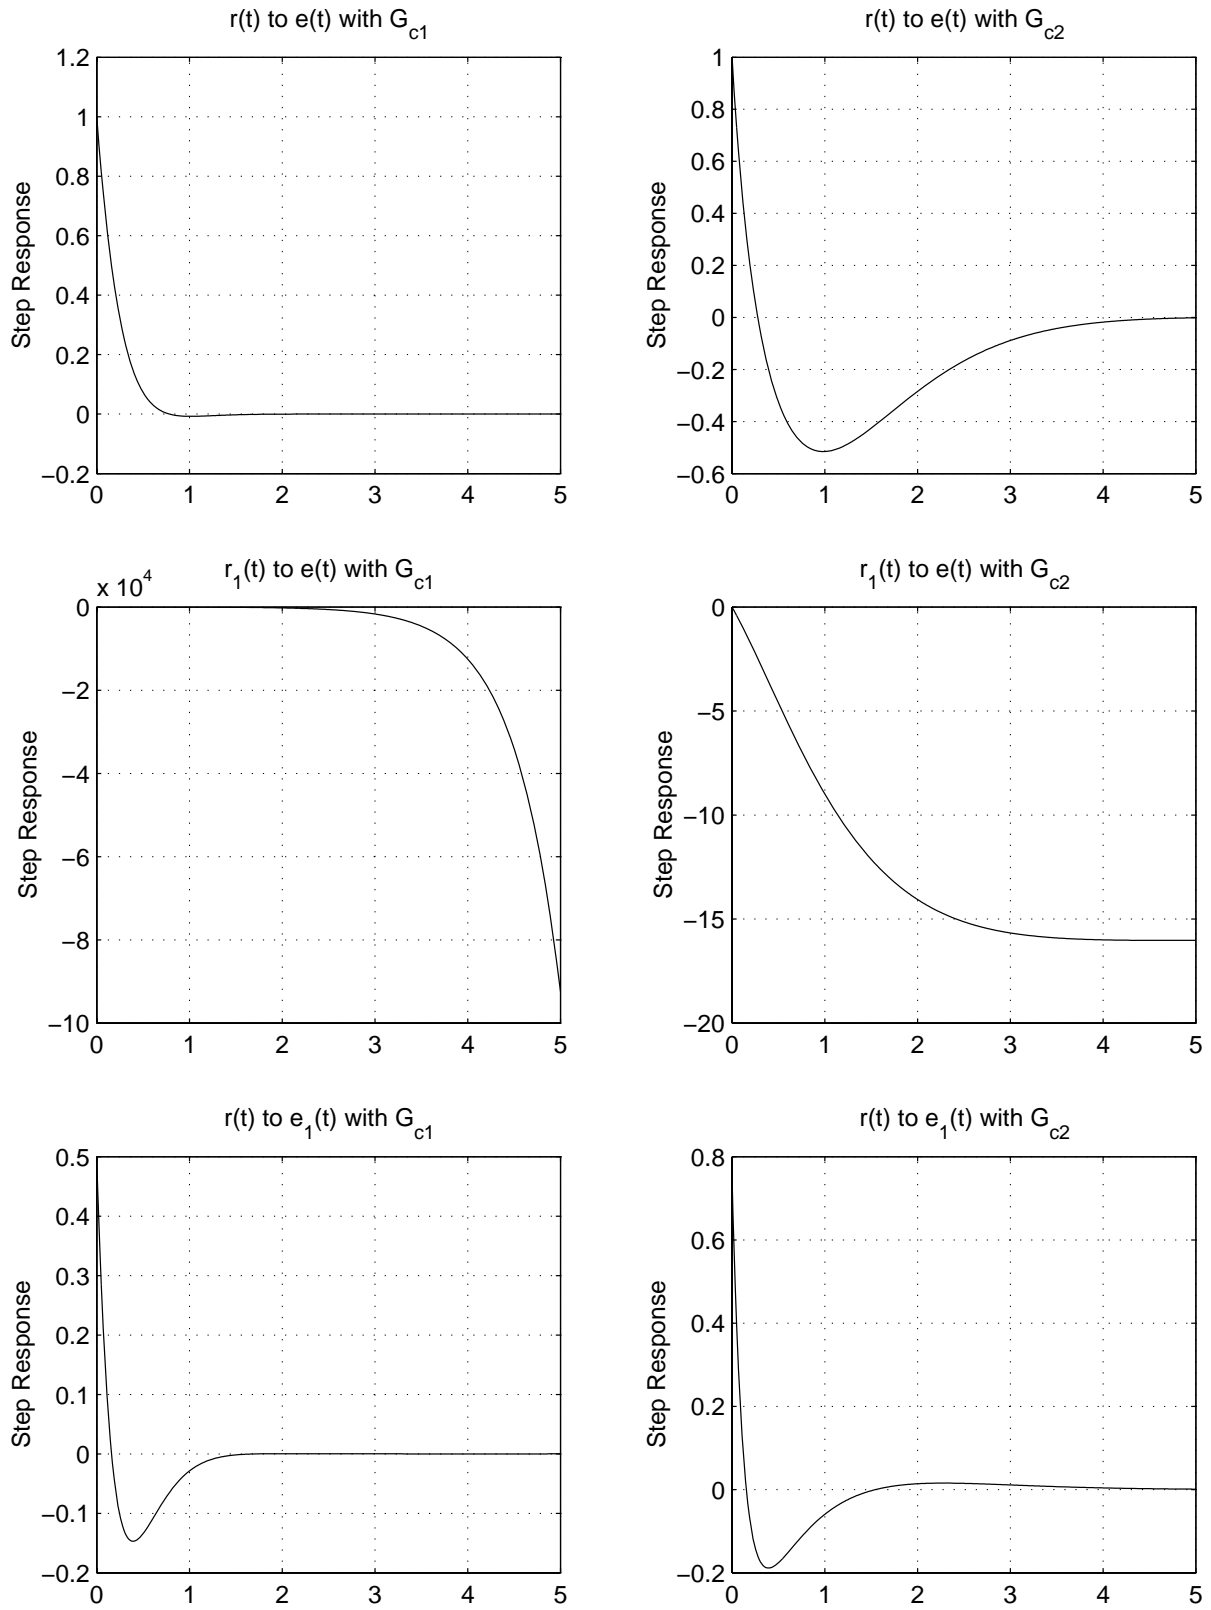 r(t) to e(t) with G_c1
Step Response
1.2
1
0.8
0.6
0.4
0.2
0
−0.2
0 1 2 3 4 5
r(t) to e(t) with G_c2
Step Response
1
0.8
0.6
0.4
0.2
0
−0.2
−0.4
−0.6
0 1 2 3 4 5
r_1(t) to e(t) with G_c1
x 10^4
Step Response
0
−2
−4
−6
−8
−10
0 1 2 3 4 5
r_1(t) to e(t) with G_c2
Step Response
0
−5
−10
−15
−20
0 1 2 3 4 5
r(t) to e_1(t) with G_c1
Step Response
0.5
0.4
0.3
0.2
0.1
0
−0.1
−0.2
0 1 2 3 4 5
r(t) to e_1(t) with G_c2
Step Response
0.8
0.6
0.4
0.2
0
−0.2
0 1 2 3 4 5